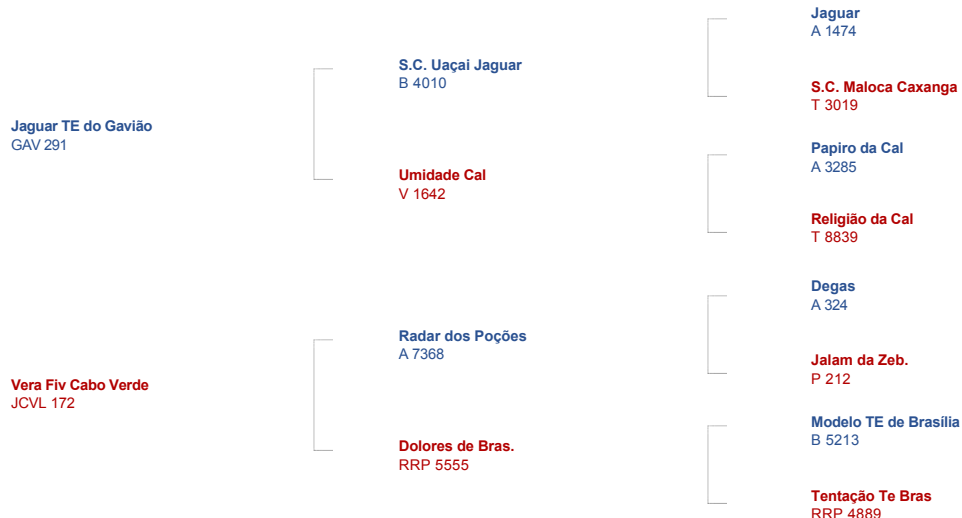 Jaguar TE do Gavião
GAV 291
Vera Fiv Cabo Verde
JCVL 172
S.C. Uaçai Jaguar
B 4010
Umidade Cal
V 1642
Radar dos Poções
A 7368
Dolores de Bras.
RRP 5555
Jaguar
A 1474
S.C. Maloca Caxanga
T 3019
Papiro da Cal
A 3285
Religião da Cal
T 8839
Degas
A 324
Jalam da Zeb.
P 212
Modelo TE de Brasília
B 5213
Tentação Te Bras
RRP 4889